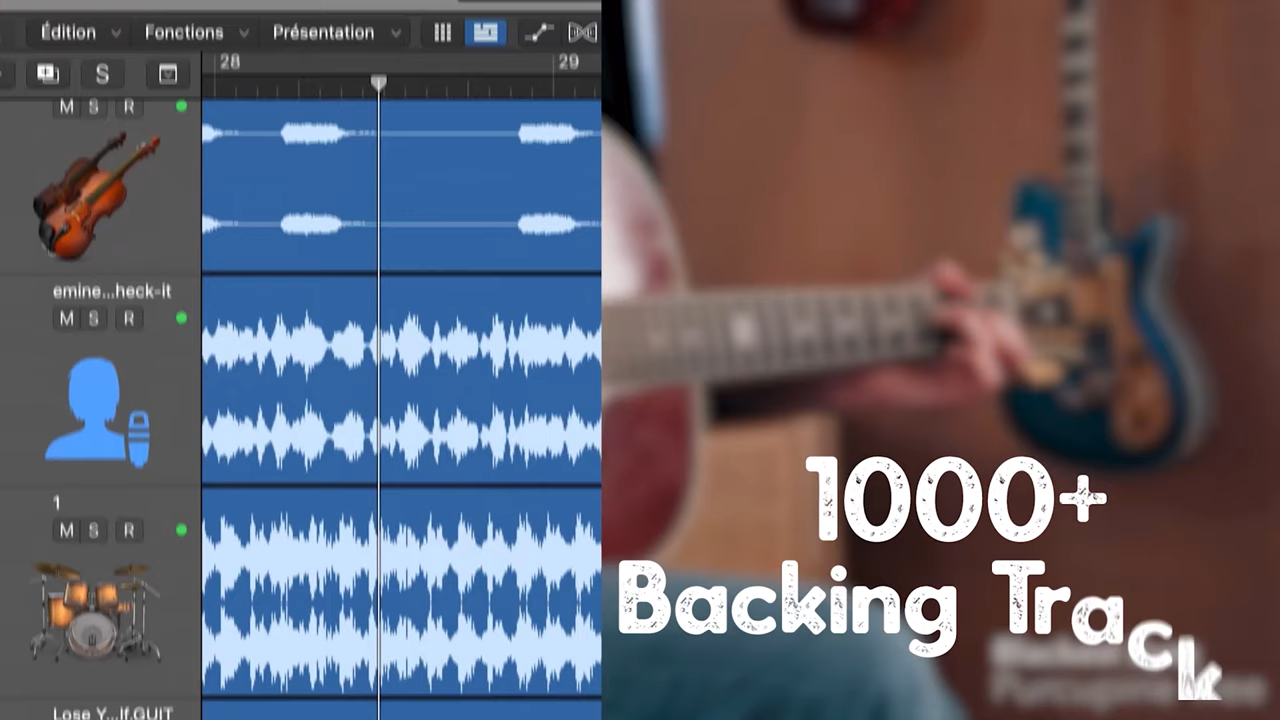 Édition
Fonctions
Présentation
S
28
29
M S R
emine...heck-it
M S R
1
M S R
Lose Y...lf.GUIT
1000+
Backing Track